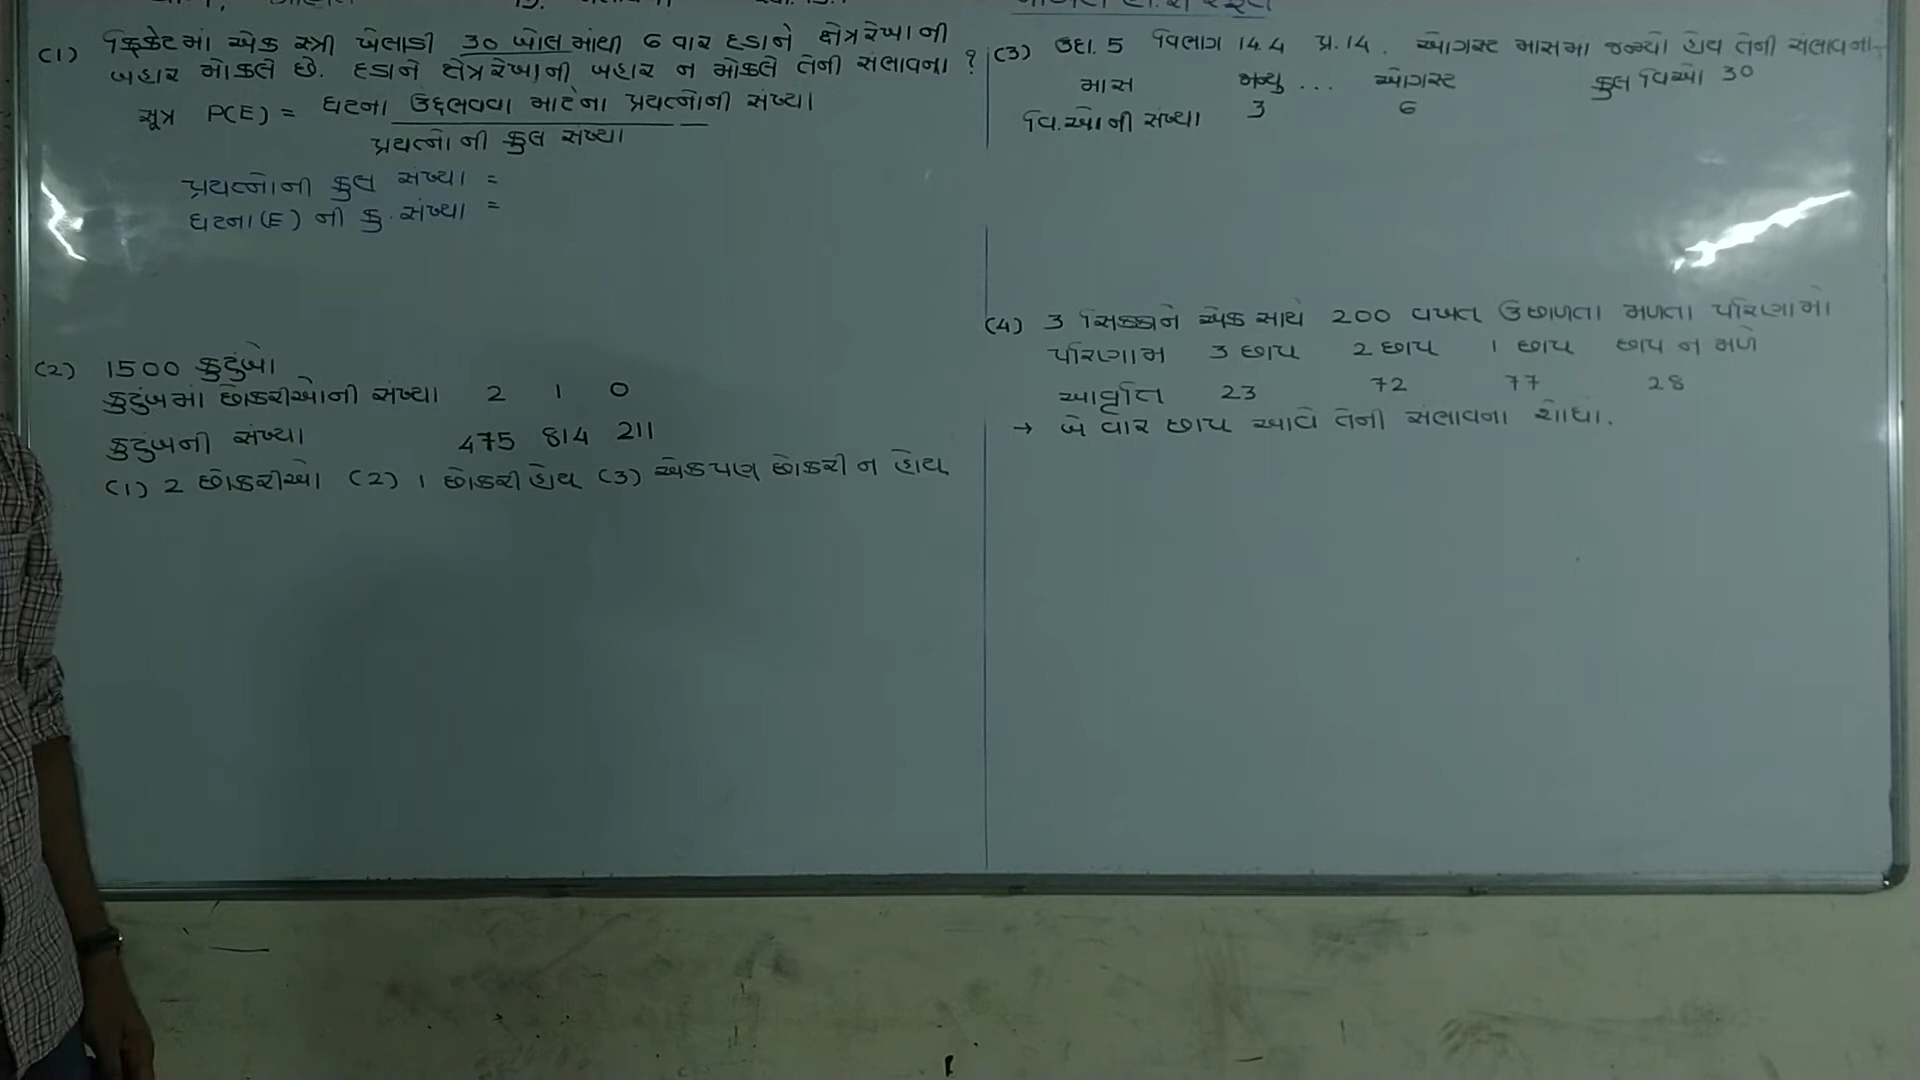 (1) ક્રિકેટમાં એક સ્ત્રી ખેલાડી 30 બોલ માંથી 6 વાર દડાને ક્ષેત્રરેખાની
બહાર મોકલે છે. દડાને ક્ષેત્રરેખાની બહાર ન મોકલે તેની સંભાવના ?
સૂત્ર P(E) = ઘટના ઉદ્દભવવા માટેના પ્રયત્નોની સંખ્યા
પ્રયત્નોની કુલ સંખ્યા
પ્રયત્નોની કુલ સંખ્યા =
ઘટના(E) ની કુ. સંખ્યા =
(2) 1500 કુટુંબો
કુટુંબમાં છોકરીઓની સંખ્યા 2 1 0
કુટુંબની સંખ્યા 475 814 211
(1) 2 છોકરીઓ (2) 1 છોકરી હોય (3) એકપણ છોકરી ન હોય
(3) ઉદા. 5 વિભાગ 14.4 પ્ર.14. ઓગસ્ટ માસમાં જન્મ્યો હોય તેની સંભાવના
માસ જાન્યુ ... ઓગસ્ટ કુલ વિ.ઓ 30
વિ.ઓની સંખ્યા 3 6
(4) 3 સિક્કાને એક સાથે 200 વખત ઉછાળતા મળતા પરિણામો
પરિણામ 3 છાપ 2 છાપ 1 છાપ છાપ ન મળે
આવૃત્તિ 23 72 77 28
→ બે વાર છાપ આવે તેની સંભાવના શોધો.